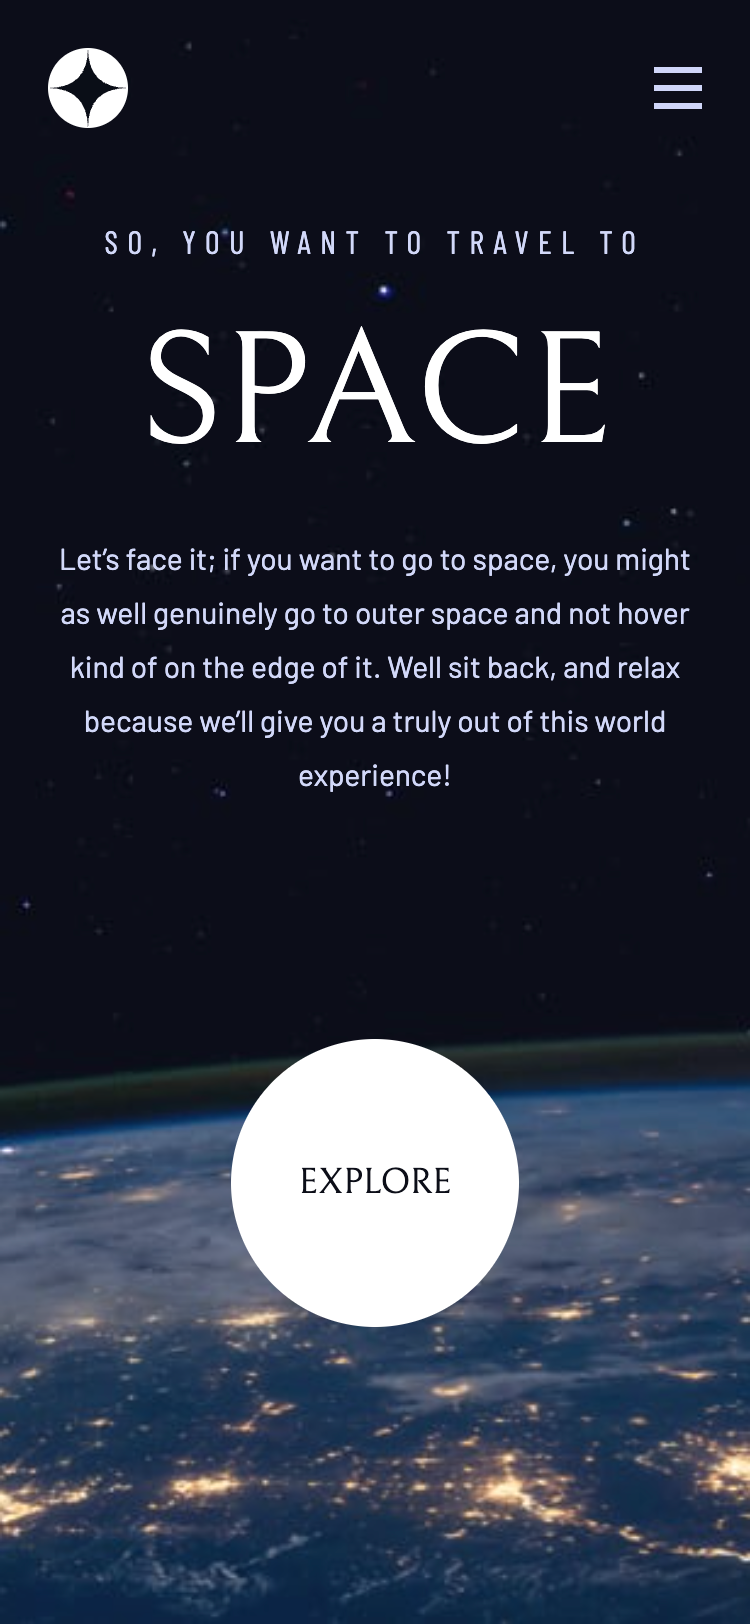 SO, YOU WANT TO TRAVEL TO
SPACE
Let’s face it; if you want to go to space, you might
as well genuinely go to outer space and not hover
kind of on the edge of it. Well sit back, and relax
because we’ll give you a truly out of this world
experience!
EXPLORE